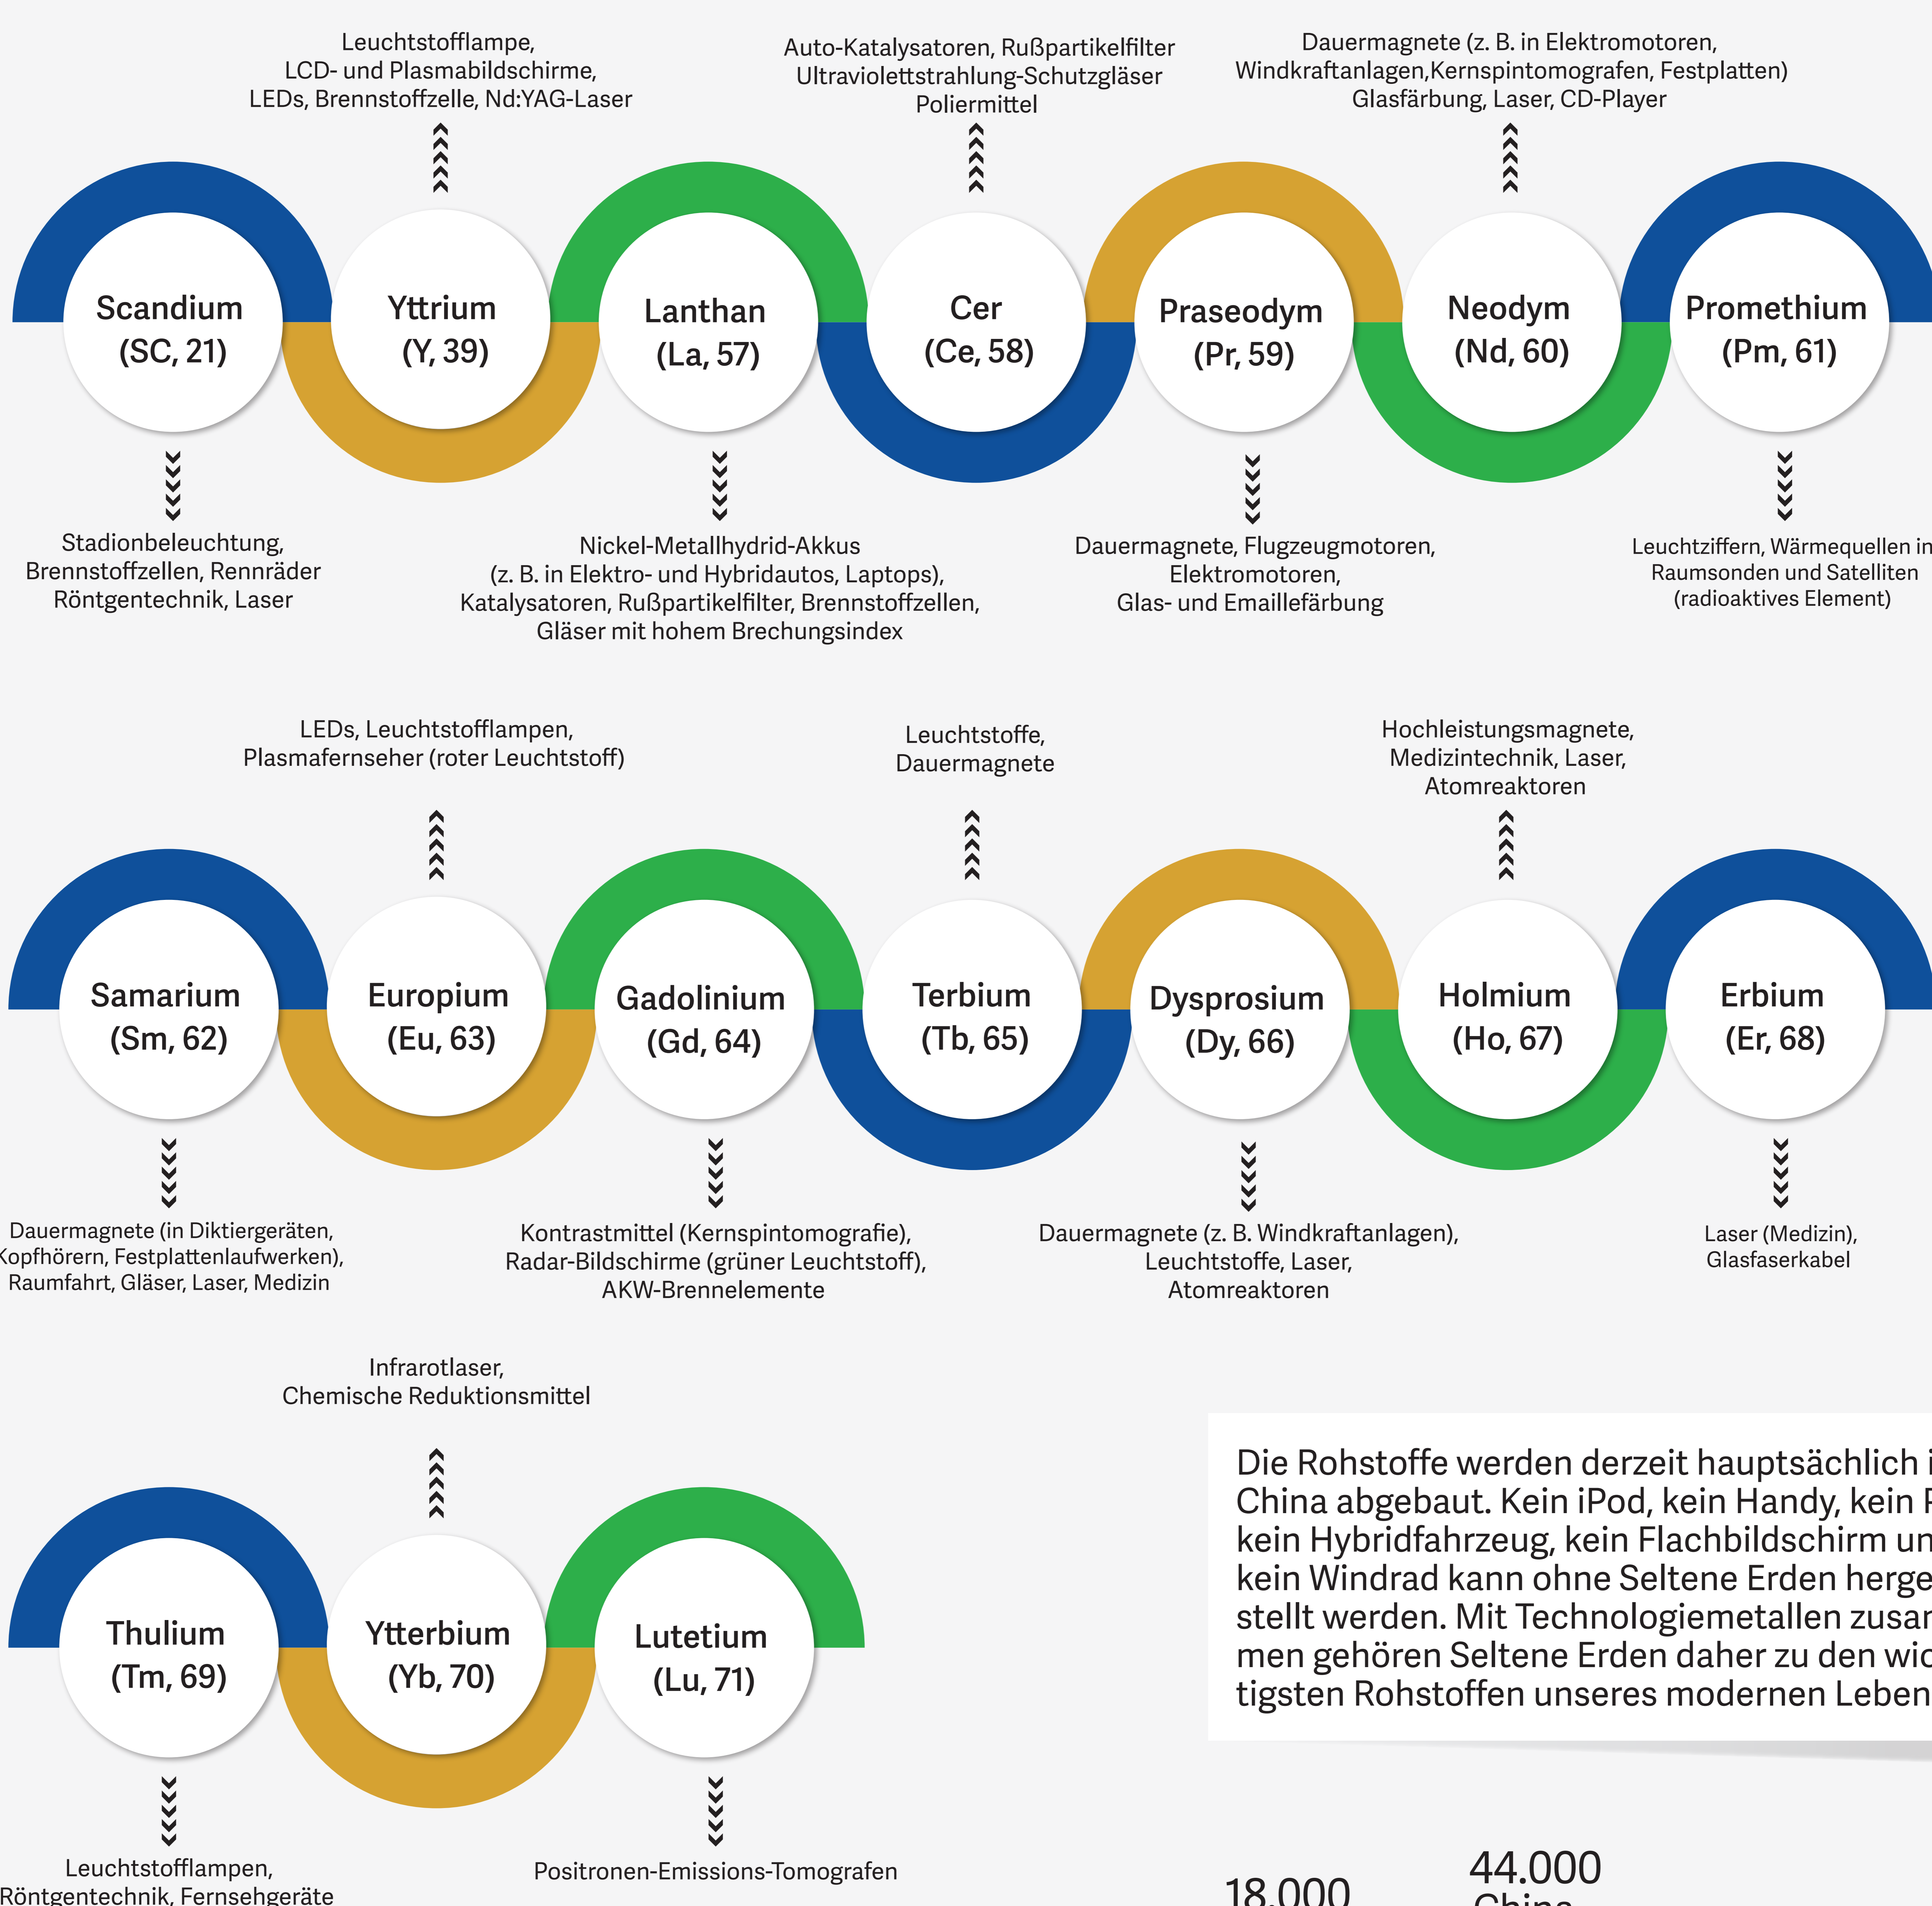 Leuchtstofflampe,
LCD- und Plasmabildschirme,
LEDs, Brennstoffzelle, Nd:YAG-Laser
Auto-Katalysatoren, Rußpartikelfilter
Ultraviolettstrahlung-Schutzgläser
Poliermittel
Dauermagnete (z. B. in Elektromotoren,
Windkraftanlagen,Kernspintomografen, Festplatten)
Glasfärbung, Laser, CD-Player
Scandium
(SC, 21)
Yttrium
(Y, 39)
Lanthan
(La, 57)
Cer
(Ce, 58)
Praseodym
(Pr, 59)
Neodym
(Nd, 60)
Promethium
(Pm, 61)
Stadionbeleuchtung,
Brennstoffzellen, Rennräder
Röntgentechnik, Laser
Nickel-Metallhydrid-Akkus
(z. B. in Elektro- und Hybridautos, Laptops),
Katalysatoren, Rußpartikelfilter, Brennstoffzellen,
Gläser mit hohem Brechungsindex
Dauermagnete, Flugzeugmotoren,
Elektromotoren,
Glas- und Emaillefärbung
Leuchtziffern, Wärmequellen in
Raumsonden und Satelliten
(radioaktives Element)
LEDs, Leuchtstofflampen,
Plasmafernseher (roter Leuchtstoff)
Leuchtstoffe,
Dauermagnete
Hochleistungsmagnete,
Medizintechnik, Laser,
Atomreaktoren
Samarium
(Sm, 62)
Europium
(Eu, 63)
Gadolinium
(Gd, 64)
Terbium
(Tb, 65)
Dysprosium
(Dy, 66)
Holmium
(Ho, 67)
Erbium
(Er, 68)
Dauermagnete (in Diktiergeräten,
Kopfhörern, Festplattenlaufwerken),
Raumfahrt, Gläser, Laser, Medizin
Kontrastmittel (Kernspintomografie),
Radar-Bildschirme (grüner Leuchtstoff),
AKW-Brennelemente
Dauermagnete (z. B. Windkraftanlagen),
Leuchtstoffe, Laser,
Atomreaktoren
Laser (Medizin),
Glasfaserkabel
Infrarotlaser,
Chemische Reduktionsmittel
Thulium
(Tm, 69)
Ytterbium
(Yb, 70)
Lutetium
(Lu, 71)
Leuchtstofflampen,
Röntgentechnik, Fernsehgeräte
Positronen-Emissions-Tomografen
Die Rohstoffe werden derzeit hauptsächlich
China abgebaut. Kein iPod, kein Handy, kein
kein Hybridfahrzeug, kein Flachbildschirm un
kein Windrad kann ohne Seltene Erden herge
stellt werden. Mit Technologiemetallen zusa
men gehören Seltene Erden daher zu den wic
tigsten Rohstoffen unseres modernen Leben
44.000
China
18.000